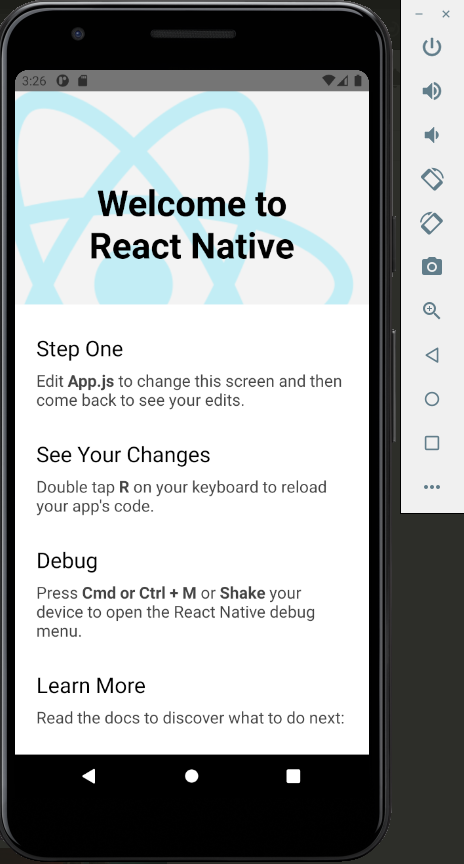 3:26
Welcome to
React Native
Step One
Edit App.js to change this screen and then
come back to see your edits.
See Your Changes
Double tap R on your keyboard to reload
your app's code.
Debug
Press Cmd or Ctrl + M or Shake your
device to open the React Native debug
menu.
Learn More
Read the docs to discover what to do next: